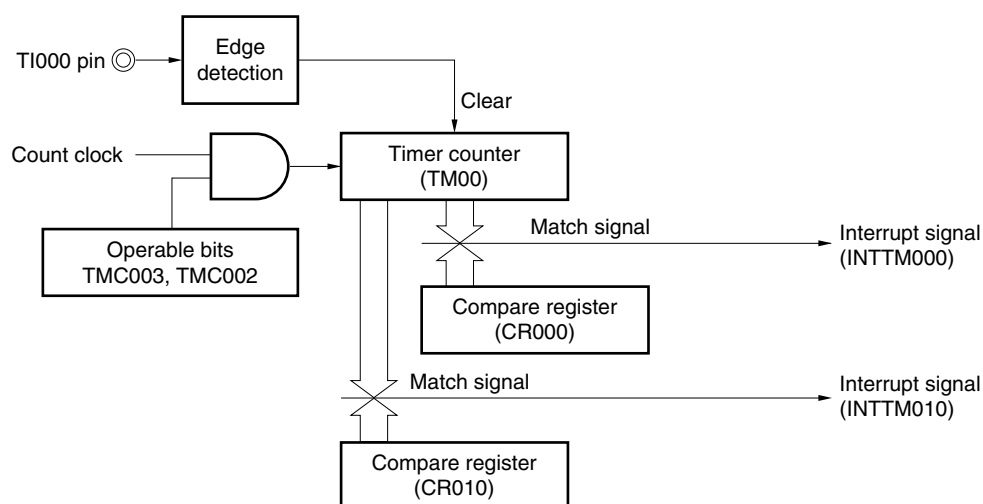 TI000 pin
Edge
detection
Clear
Count clock
Timer counter
(TM00)
Operable bits
TMC003, TMC002
Match signal
Interrupt signal
(INTTM000)
Compare register
(CR000)
Match signal
Interrupt signal
(INTTM010)
Compare register
(CR010)